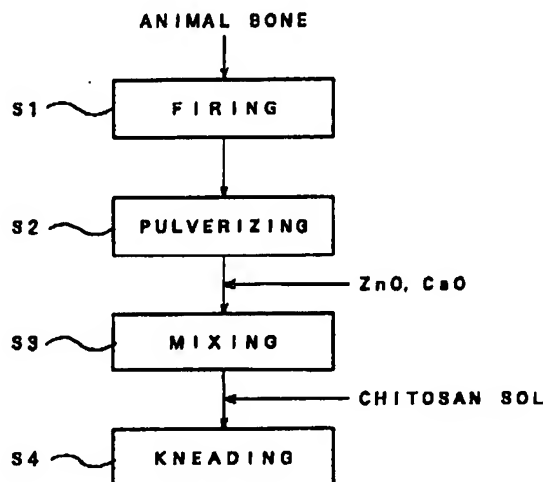 ANIMAL BONE
S1 FIRING
S2 PULVERIZING
ZnO, CaO
S3 MIXING
CHITOSAN SOL
S4 KNEADING